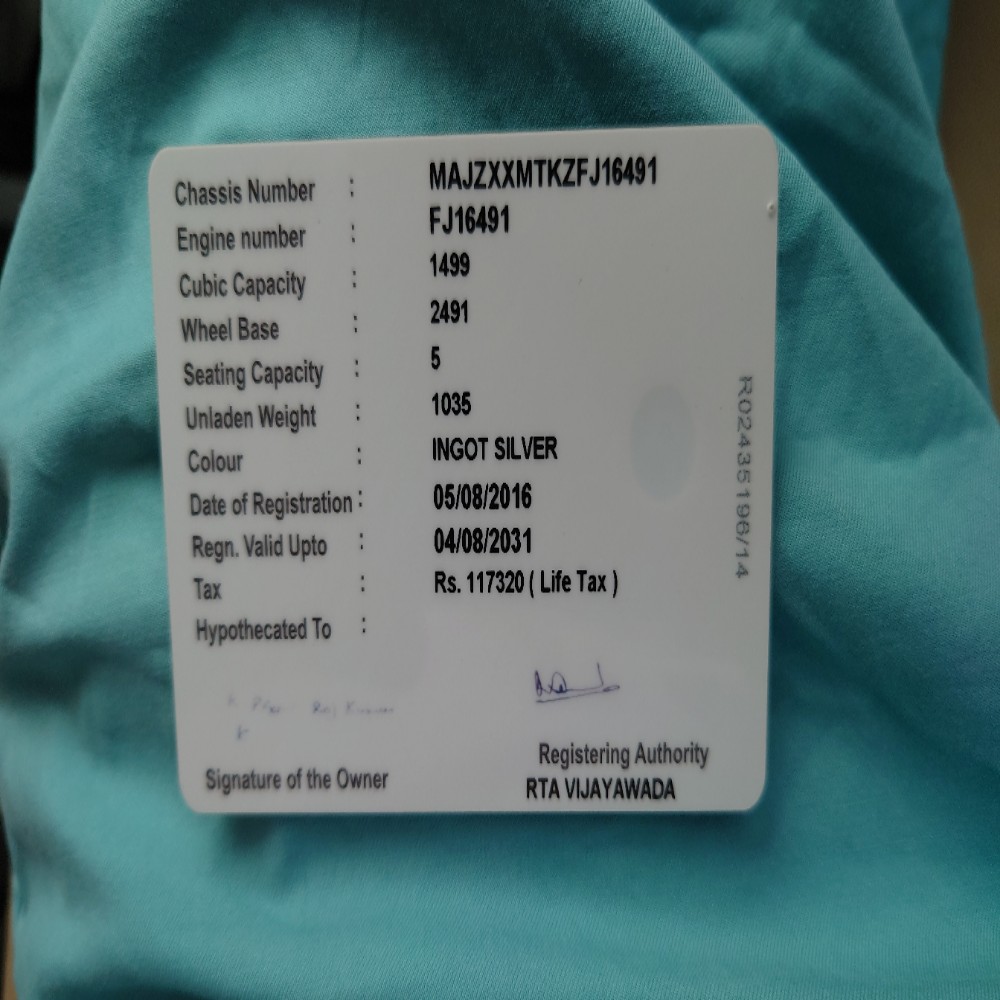 Chassis Number : MAJZXXMTKZFJ16491
Engine number : FJ16491
Cubic Capacity : 1499
Wheel Base : 2491
Seating Capacity : 5
Unladen Weight : 1035
Colour : INGOT SILVER
Date of Registration : 05/08/2016
Regn. Valid Upto : 04/08/2031
Tax : Rs. 117320 ( Life Tax )
Hypothecated To :
Signature of the Owner
Registering Authority
RTA VIJAYAWADA
R024435196/14